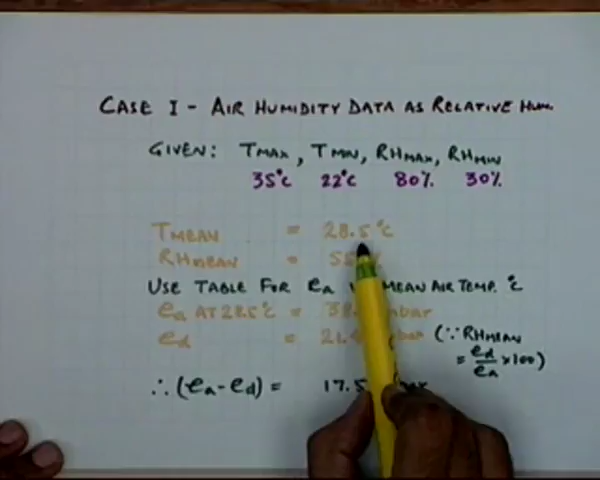 CASE I - AIR HUMIDITY DATA AS RELATIVE HUM.
GIVEN: TMAX, TMIN, RHMAX, RHMIN
35°C 22°C 80% 30%
TMEAN = 28.5°C
RHMEAN =
USE TABLE FOR eA MEAN AIR TEMP. °C
eA AT 28.5°C = mbar
ed = (∵ RHMEAN
= ed/eA × 100)
∴ (eA - ed) = 17.5